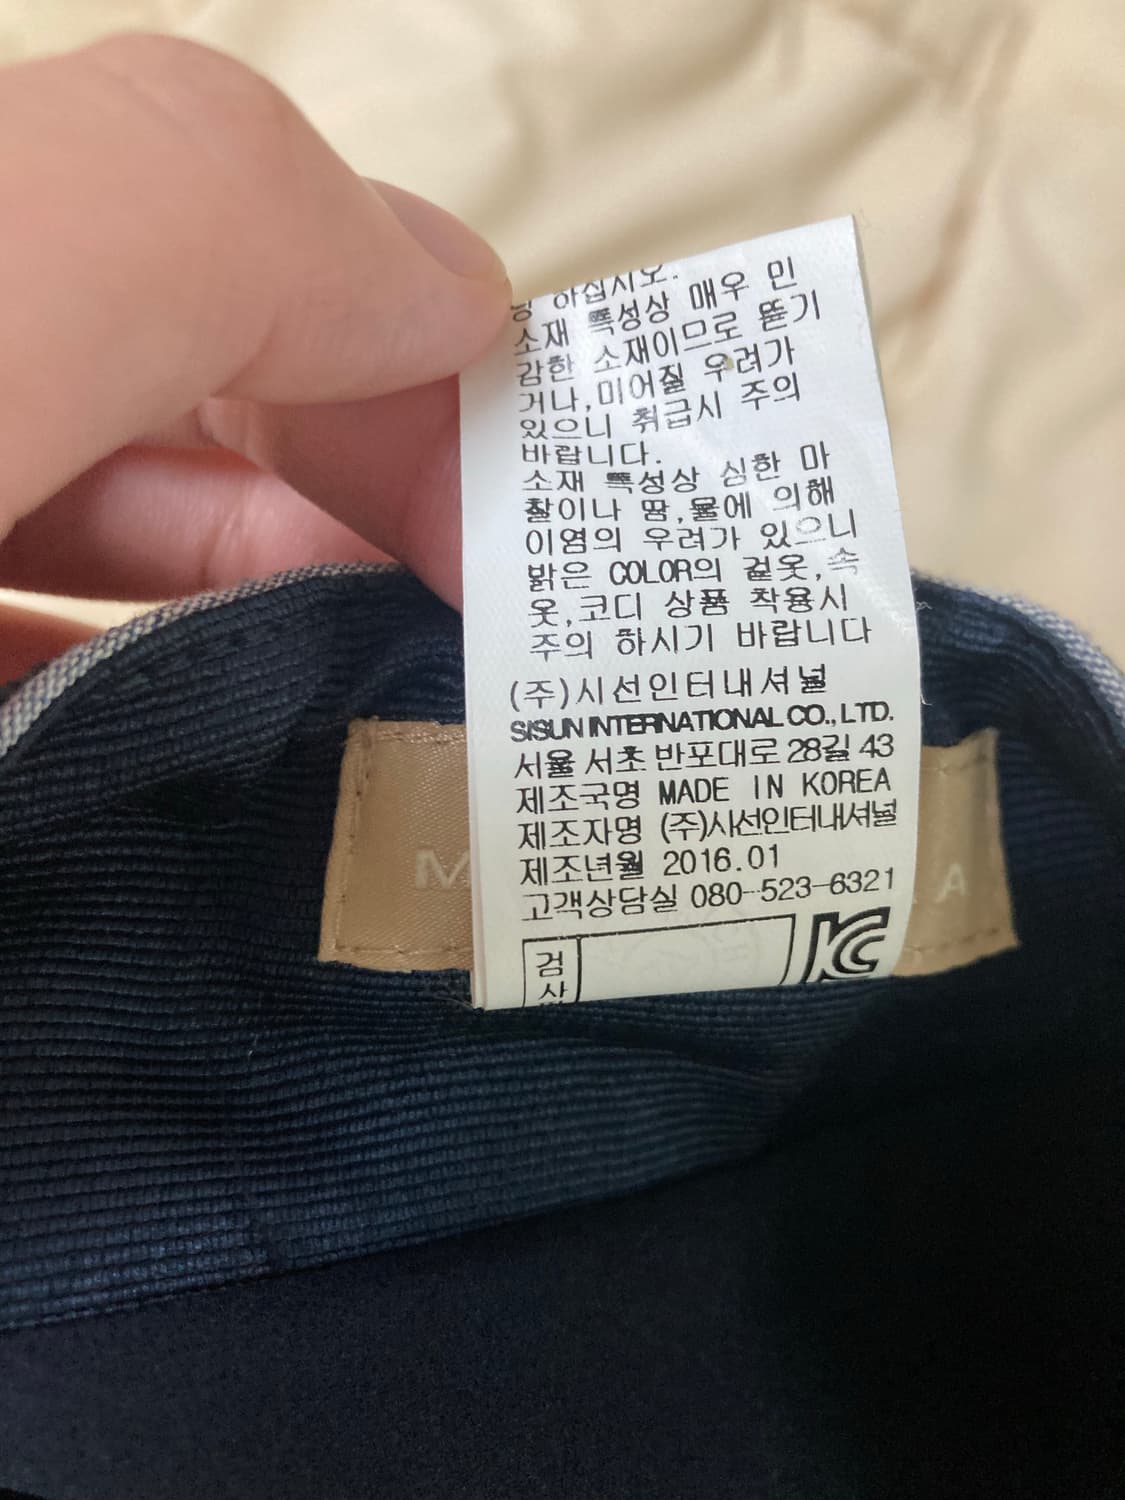 하십시오.
소재 특성상 매우 민
감한 소재이므로 뜯기
거나,미어질 우려가
있으니 취급시 주의
바랍니다.
소재 특성상 심한 마
찰이나 땀,물에 의해
이염의 우려가 있으니
밝은 COLOR의 겉옷,속
옷,코디 상품 착용시
주의 하시기 바랍니다
(주)시선인터내셔널
SISUN INTERNATIONAL CO., LTD.
서울 서초 반포대로 28길 43
제조국명 MADE IN KOREA
제조자명 (주)시선인터내셔널
제조년월 2016.01
고객상담실 080-523-6321
검
사
KC